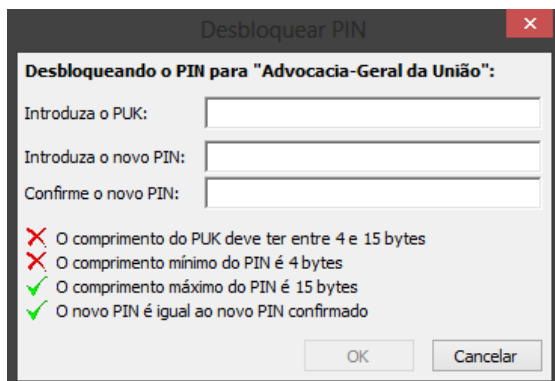 Desbloquear PIN
Desbloqueando o PIN para "Advocacia-Geral da União":
Introduza o PUK:
Introduza o novo PIN:
Confirme o novo PIN:
O comprimento do PUK deve ter entre 4 e 15 bytes
O comprimento mínimo do PIN é 4 bytes
O comprimento máximo do PIN é 15 bytes
O novo PIN é igual ao novo PIN confirmado
OK Cancelar